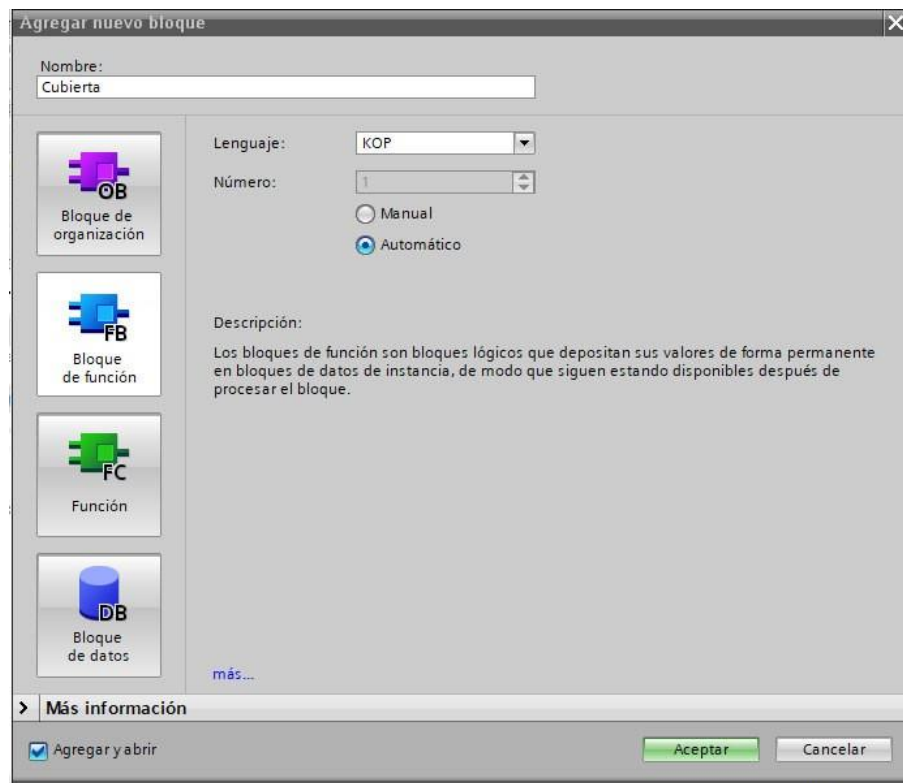 Agregar nuevo bloque
Nombre:
Cubierta
OB
Bloque de
organización
FB
Bloque
de función
FC
Función
DB
Bloque
de datos
Lenguaje:
KOP
Número:
1
Manual
Automático
Descripción:
Los bloques de función son bloques lógicos que depositan sus valores de forma permanente
en bloques de datos de instancia, de modo que siguen estando disponibles después de
procesar el bloque.
más...
Más información
Agregar y abrir
Aceptar
Cancelar